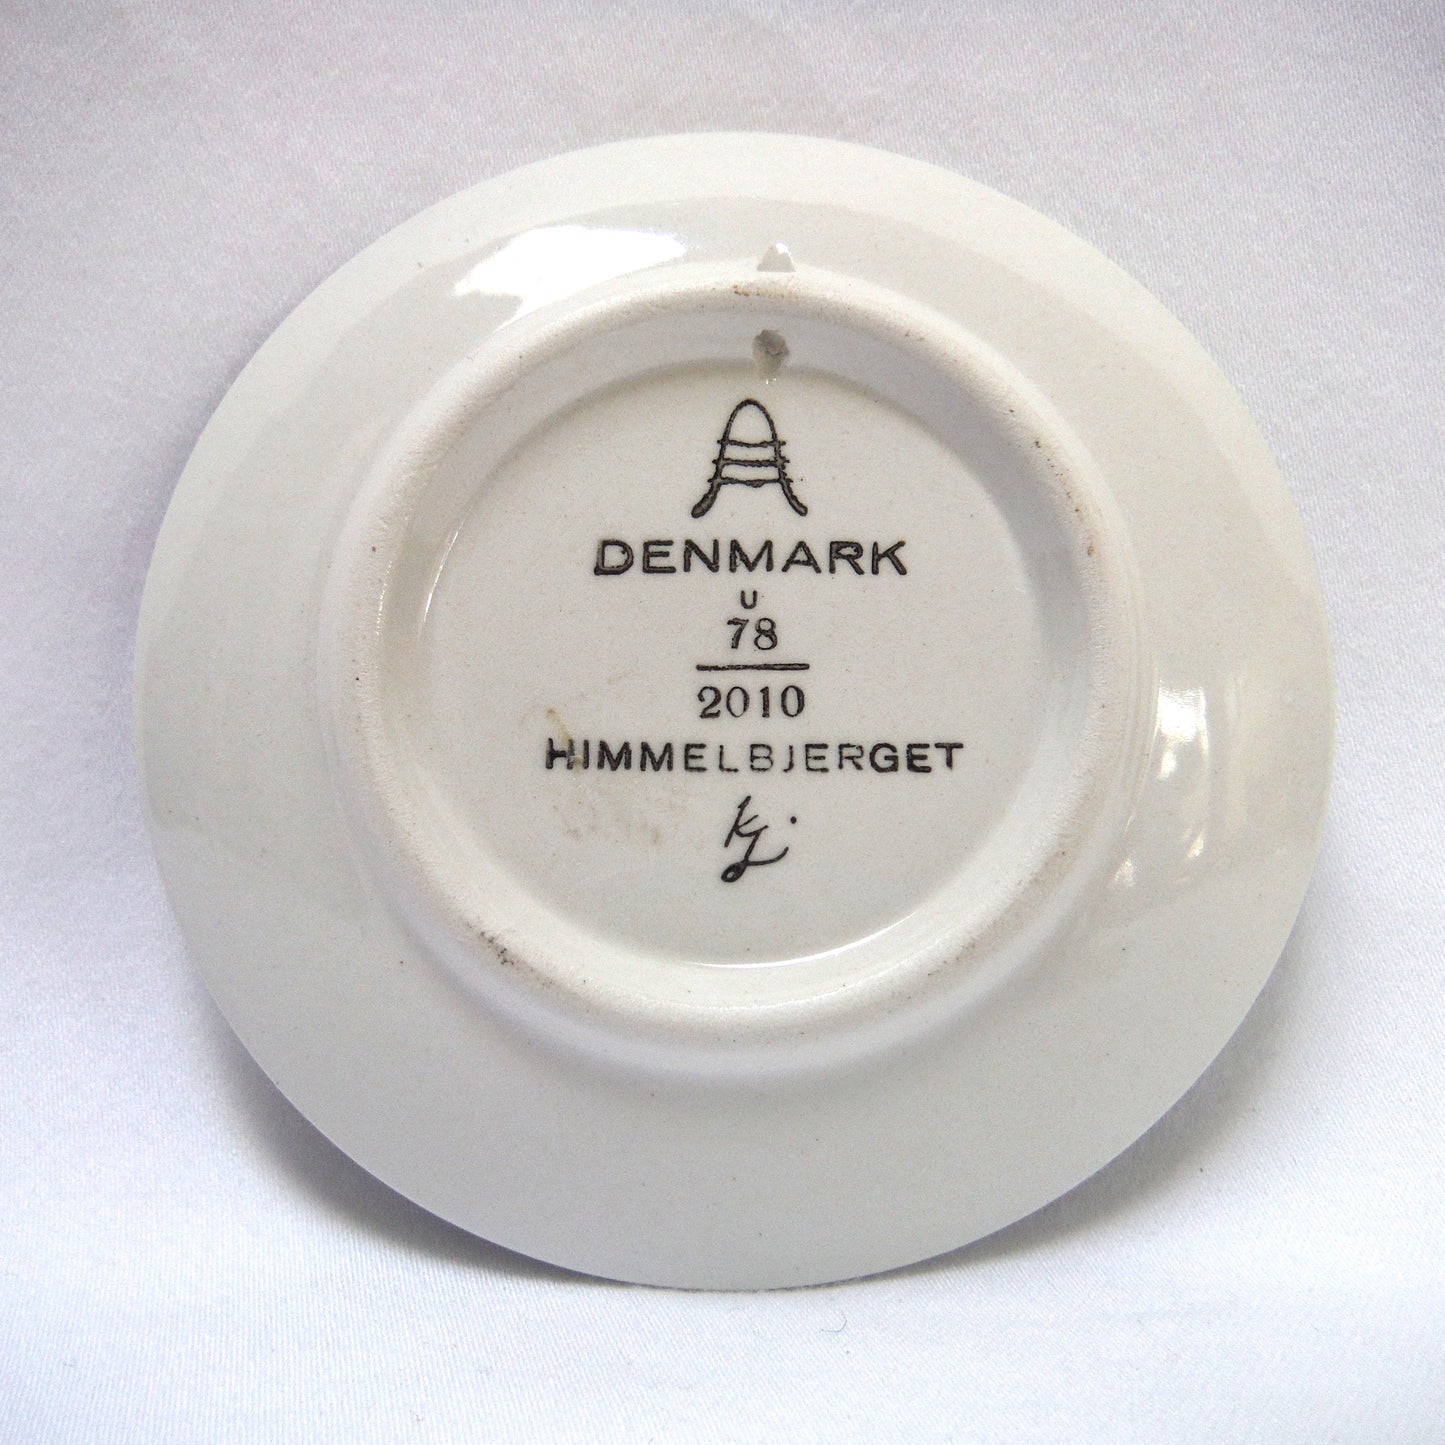 DENMARK
U
78
2010
HIMMELBJERGET